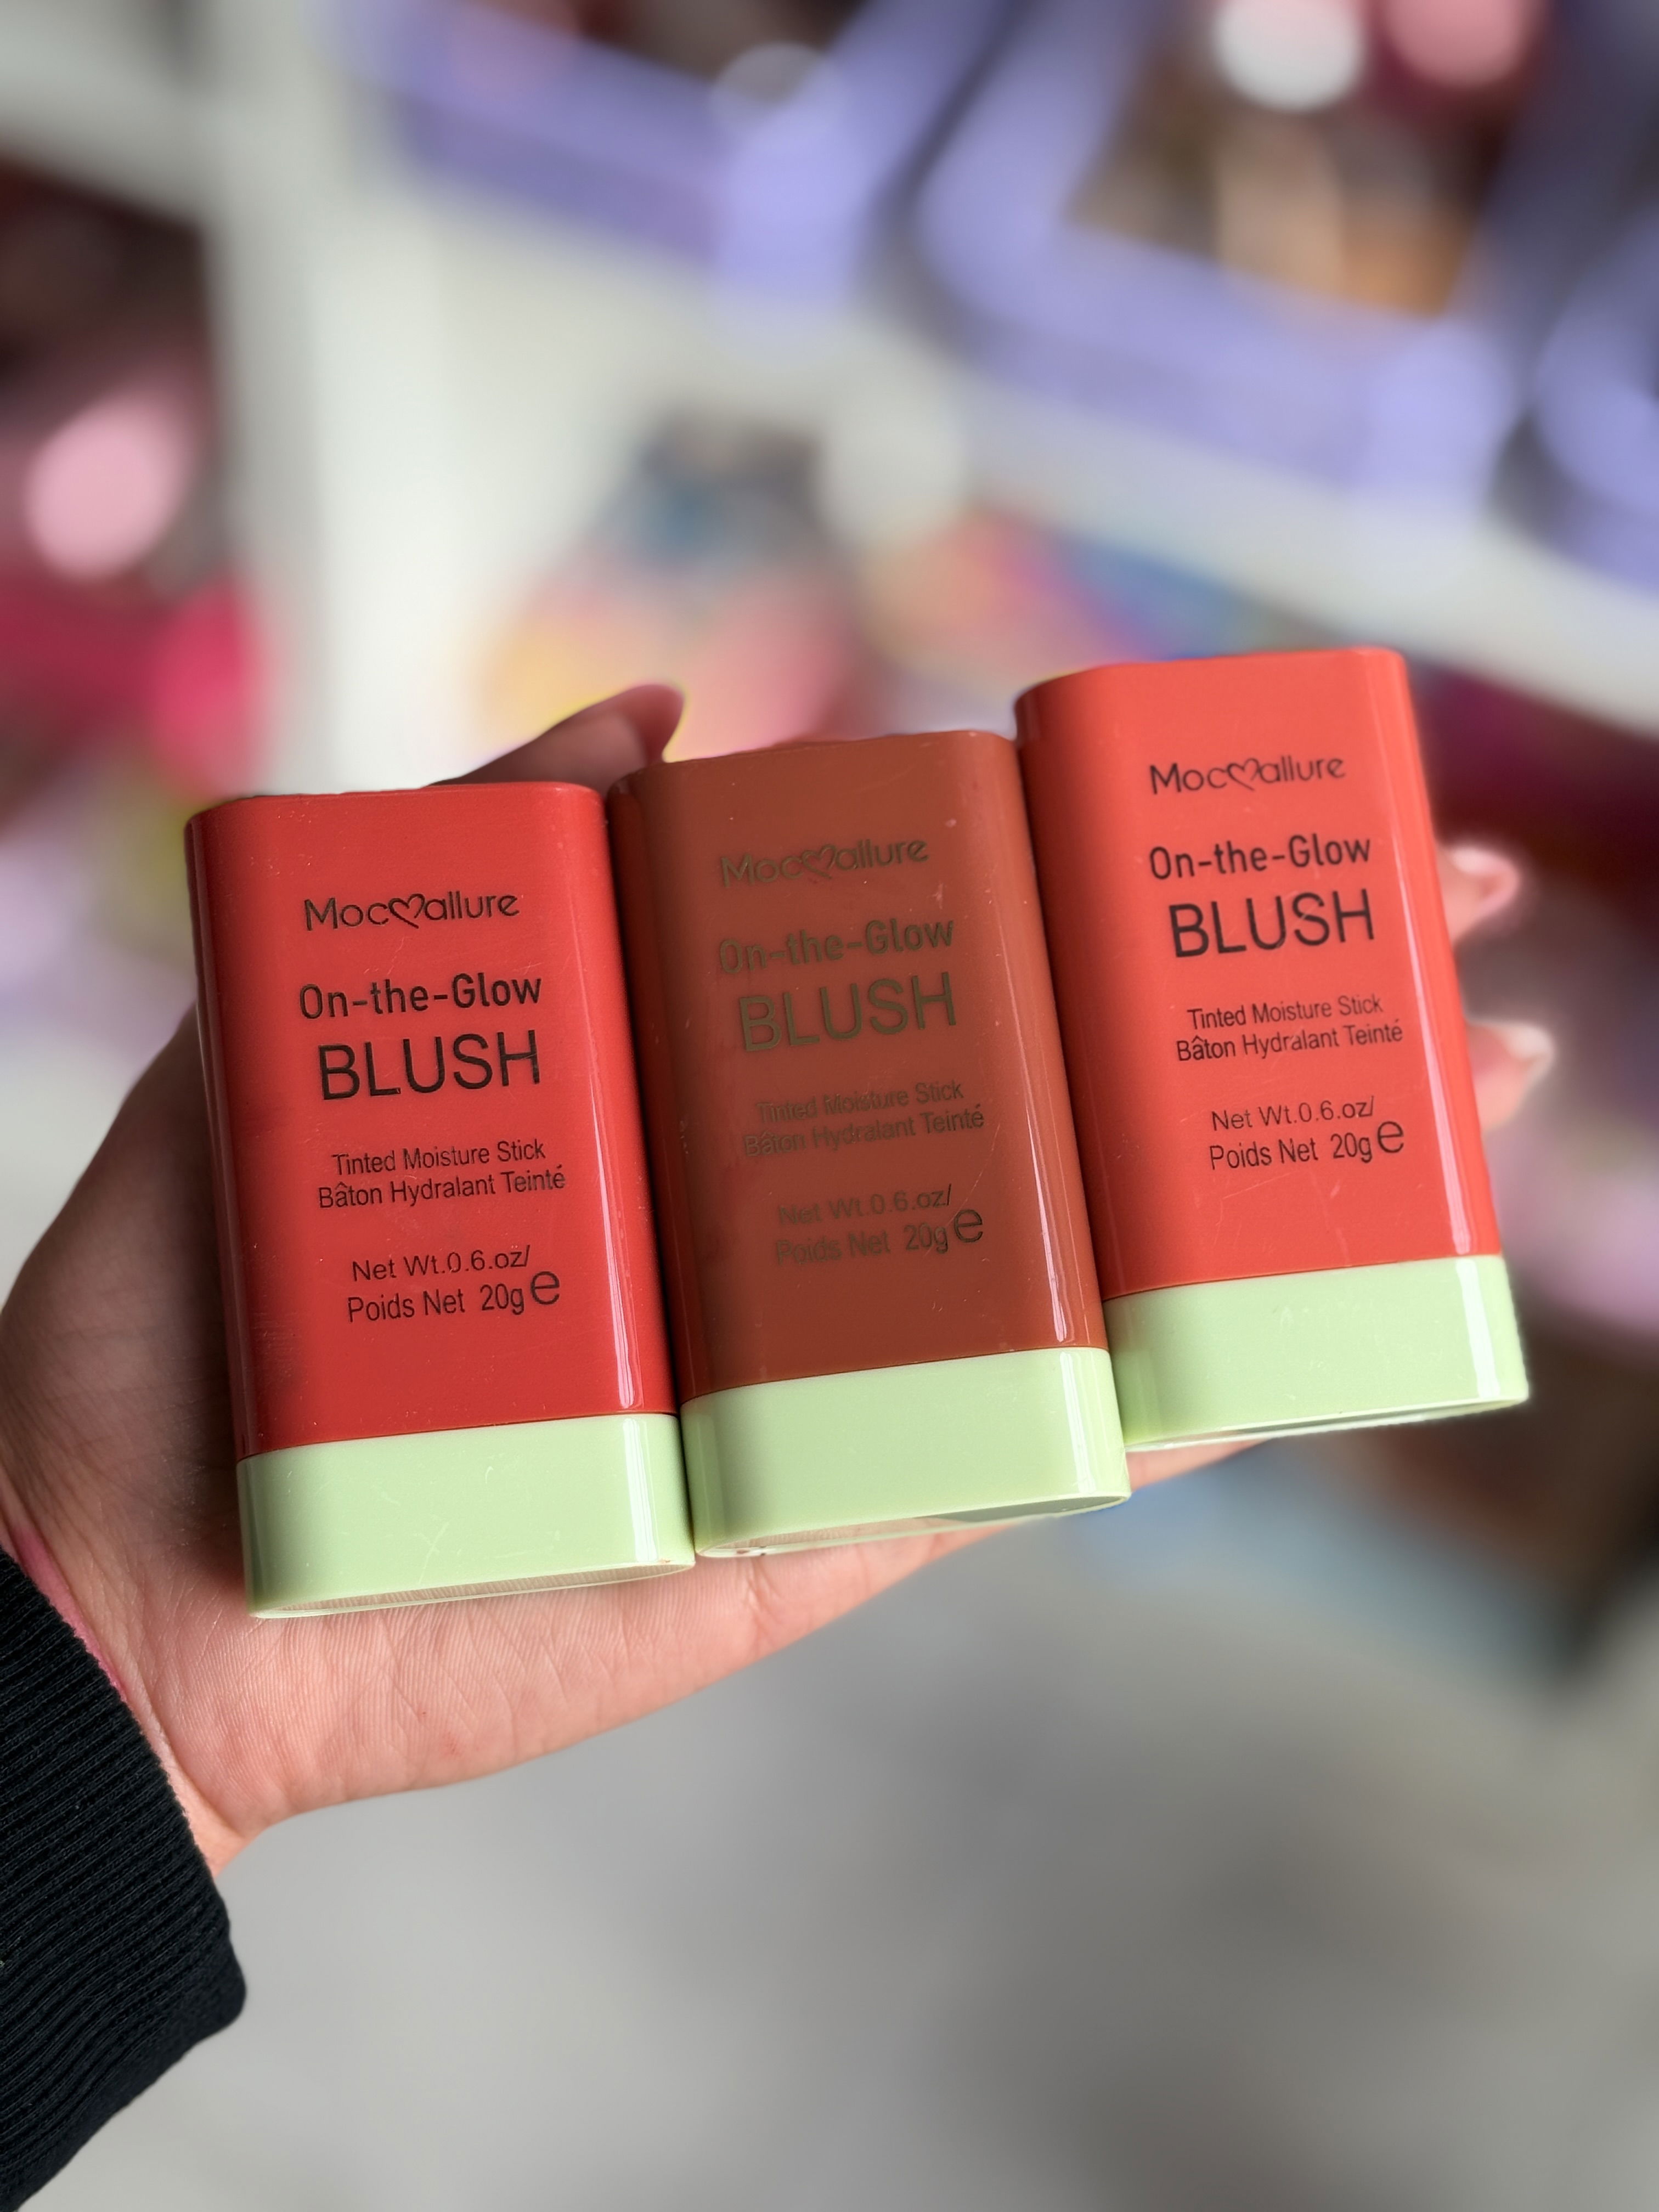 Mocallure
On-the-Glow
BLUSH
Tinted Moisture Stick
Bâton Hydralant Teinté
Net Wt.0.6.oz/
Poids Net 20g e
Mocallure
On-the-Glow
BLUSH
Tinted Moisture Stick
Bâton Hydralant Teinté
Net Wt.0.6.oz/
Poids Net 20g e
Mocallure
On-the-Glow
BLUSH
Tinted Moisture Stick
Bâton Hydralant Teinté
Net Wt.0.6.oz/
Poids Net 20g e